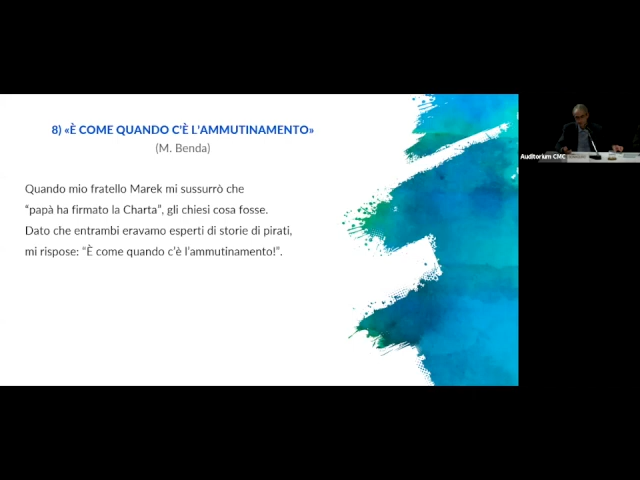 8) «È COME QUANDO C’È L’AMMUTINAMENTO»
(M. Benda)
Quando mio fratello Marek mi sussurrò che
“papà ha firmato la Charta”, gli chiesi cosa fosse.
Dato che entrambi eravamo esperti di storie di pirati,
mi rispose: “È come quando c’è l’ammutinamento!”.
Auditorium CMC